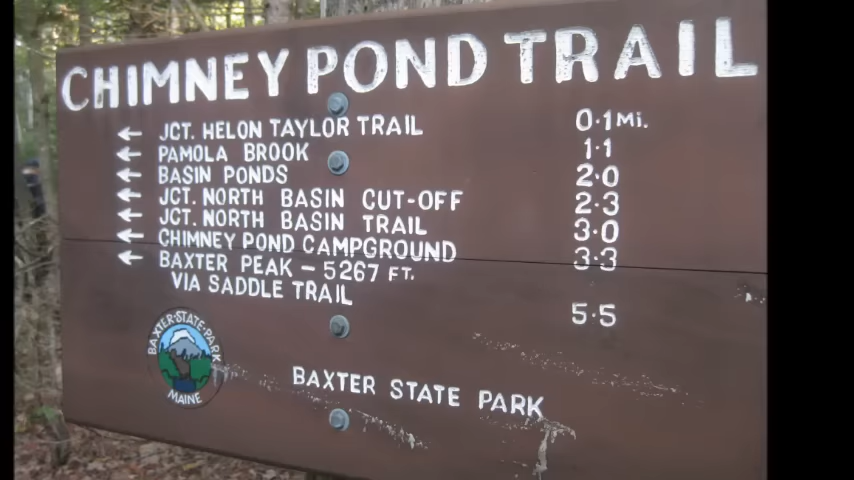 CHIMNEY POND TRAIL
← JCT. HELON TAYLOR TRAIL 0.1 MI.
← PAMOLA BROOK 1.1
← BASIN PONDS 2.0
← JCT. NORTH BASIN CUT-OFF 2.3
← JCT. NORTH BASIN TRAIL 3.0
← CHIMNEY POND CAMPGROUND 3.3
← BAXTER PEAK - 5267 FT.
VIA SADDLE TRAIL 5.5
BAXTER·STATE·PARK
MAINE
BAXTER STATE PARK